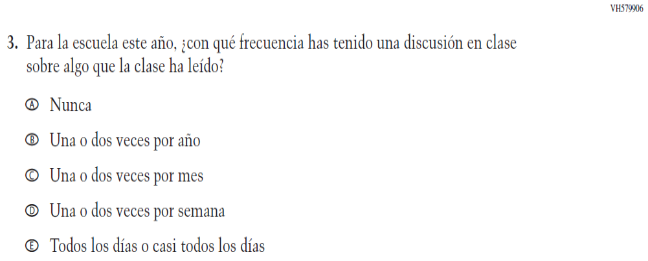 VH579906
3. Para la escuela este año, ¿con qué frecuencia has tenido una discusión en clase
sobre algo que la clase ha leído?
Ⓐ Nunca
Ⓑ Una o dos veces por año
Ⓒ Una o dos veces por mes
Ⓓ Una o dos veces por semana
Ⓔ Todos los días o casi todos los días